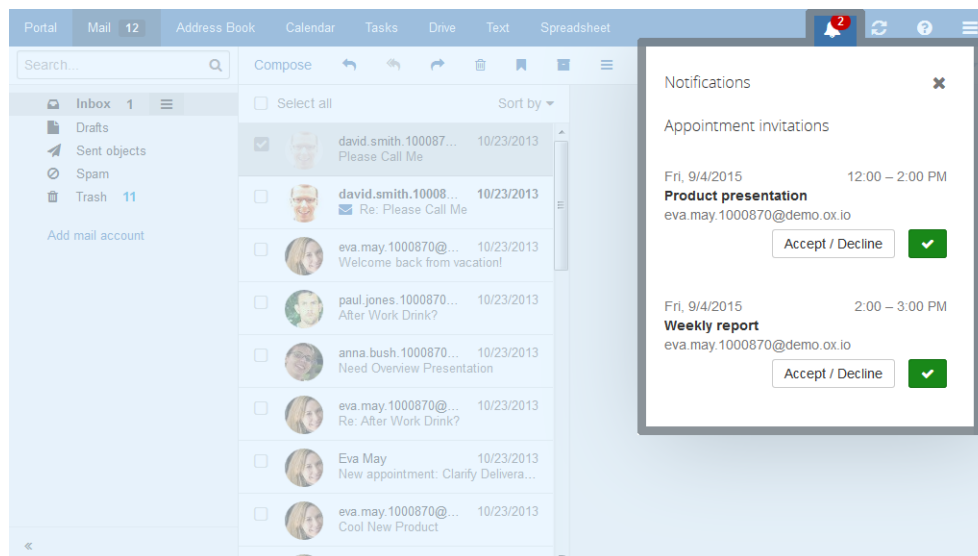 Portal Mail 12 Address Book Calendar Tasks Drive Text Spreadsheet 2
Search...
Inbox 1
Drafts
Sent objects
Spam
Trash 11
Add mail account
Compose
Select all Sort by
david.smith.100087... 10/23/2013
Please Call Me
david.smith.10008... 10/23/2013
Re: Please Call Me
eva.may.1000870@... 10/23/2013
Welcome back from vacation!
paul.jones.1000870... 10/23/2013
After Work Drink?
anna.bush.1000870... 10/23/2013
Need Overview Presentation
eva.may.1000870@... 10/23/2013
Re: After Work Drink?
Eva May 10/23/2013
New appointment: Clarify Delivera...
eva.may.1000870@... 10/23/2013
Cool New Product
Notifications
Appointment invitations
Fri, 9/4/2015 12:00 – 2:00 PM
Product presentation
eva.may.1000870@demo.ox.io
Accept / Decline
Fri, 9/4/2015 2:00 – 3:00 PM
Weekly report
eva.may.1000870@demo.ox.io
Accept / Decline